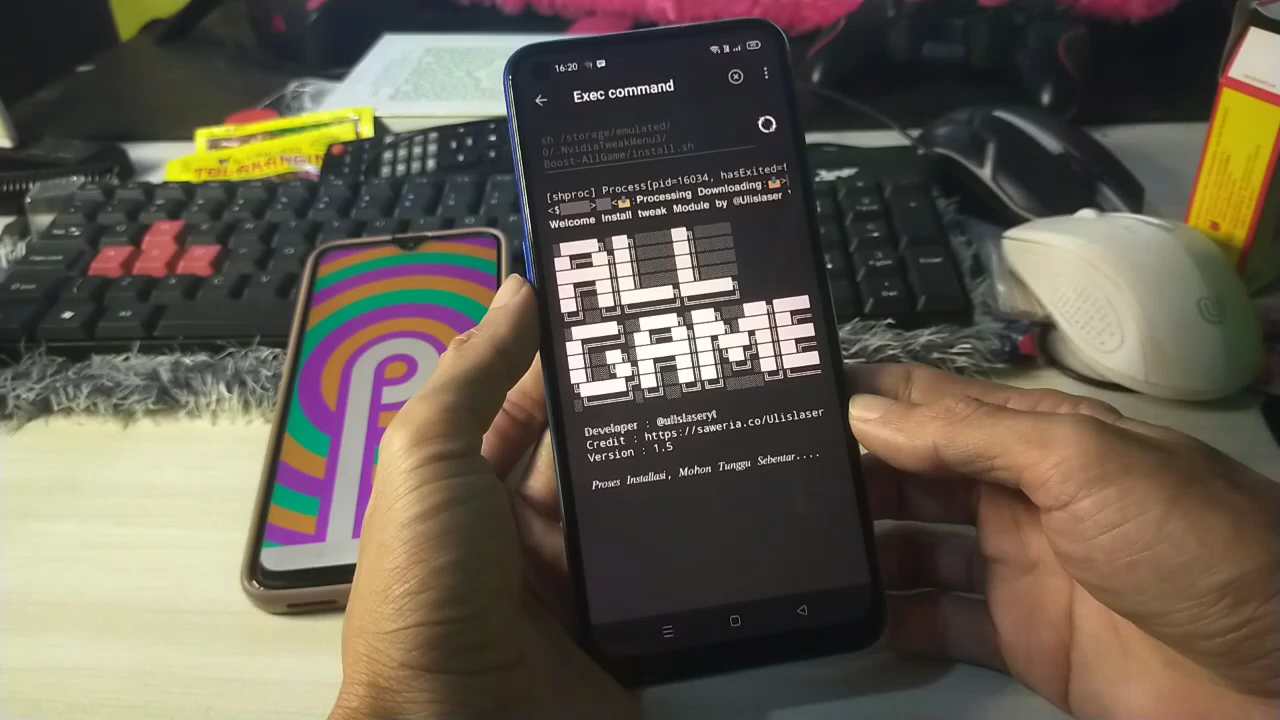 16:20
Exec command
sh /storage/emulated/
0/.NvidiaTweakMenu3/
Boost-AllGame/install.sh
[shproc] Process[pid=16034, hasExited=
<$ > <📥:Processing Downloading:📥>
Welcome Install tweak Module by @Ulislaser
ALL
GAME
Developer : @ulislaseryt
Credit : https://saweria.co/Ulislaser
Version : 1.5
Proses Installasi, Mohon Tunggu Sebentar....